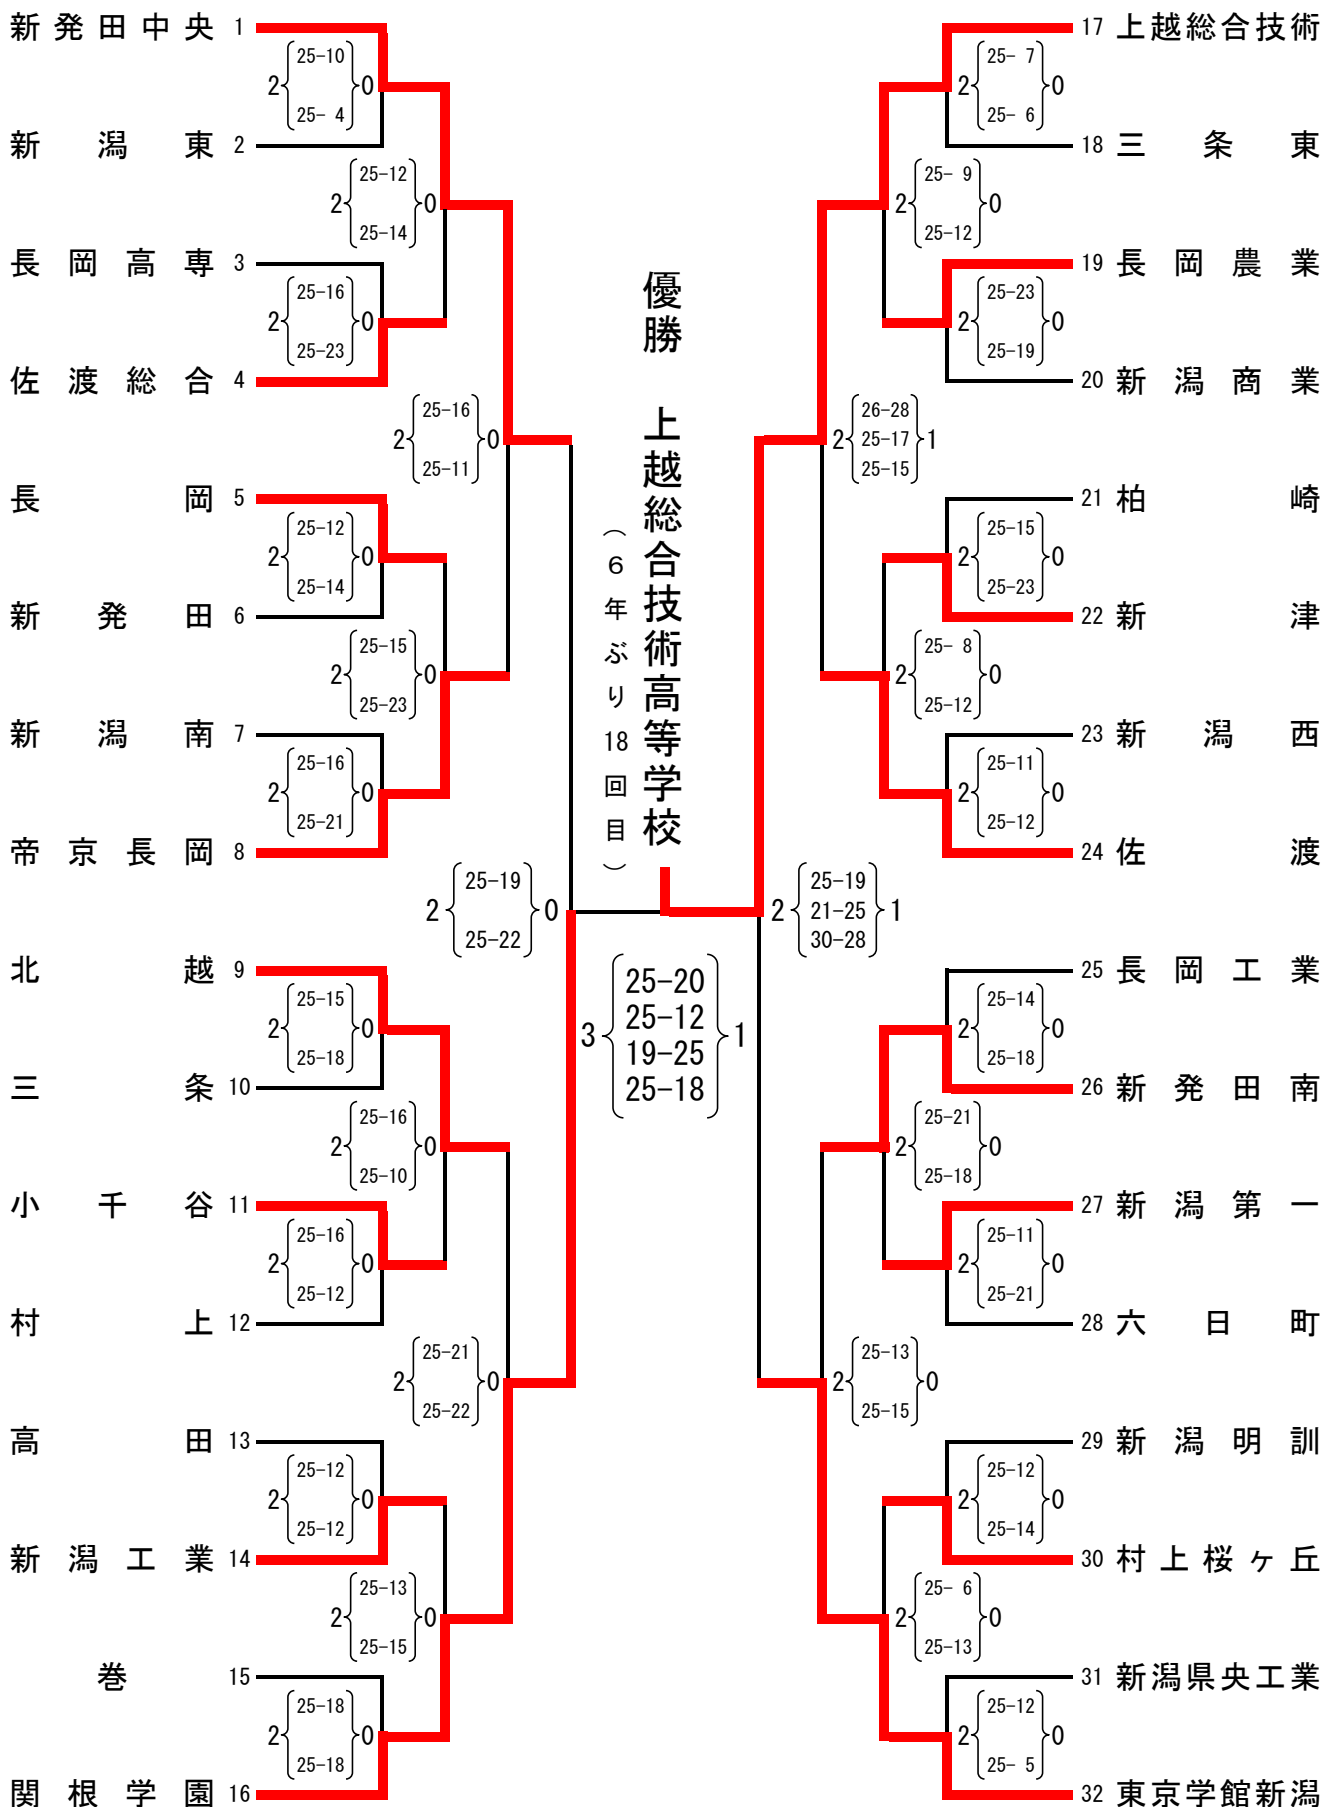 新発田中央 1
25-10
2 0
25- 4
新潟東 2
25-12
2 0
25-14
長岡高専 3
25-16
2 0
25-23
佐渡総合 4
25-16
2 0
25-11
長岡 5
25-12
2 0
25-14
新発田 6
25-15
2 0
25-23
新潟南 7
25-16
2 0
25-21
帝京長岡 8
25-19
2 0
25-22
北越 9
25-15
2 0
25-18
三条 10
25-16
2 0
25-10
小千谷 11
25-16
2 0
25-12
村上 12
25-21
2 0
25-22
高田 13
25-12
2 0
25-12
新潟工業 14
25-13
2 0
25-15
巻 15
25-18
2 0
25-18
関根学園 16
優勝 上越総合技術高等学校
(6年ぶり18回目)
25-20
25-12
3 1
19-25
25-18
17 上越総合技術
25- 7
2 0
25- 6
18 三条東
25- 9
2 0
25-12
19 長岡農業
25-23
2 0
25-19
20 新潟商業
26-28
2 25-17 1
25-15
21 柏崎
25-15
2 0
25-23
22 新津
25- 8
2 0
25-12
23 新潟西
25-11
2 0
25-12
24 佐渡
25-19
2 21-25 1
30-28
25 長岡工業
25-14
2 0
25-18
26 新発田南
25-21
2 0
25-18
27 新潟第一
25-11
2 0
25-21
28 六日町
25-13
2 0
25-15
29 新潟明訓
25-12
2 0
25-14
30 村上桜ヶ丘
25- 6
2 0
25-13
31 新潟県央工業
25-12
2 0
25- 5
32 東京学館新潟